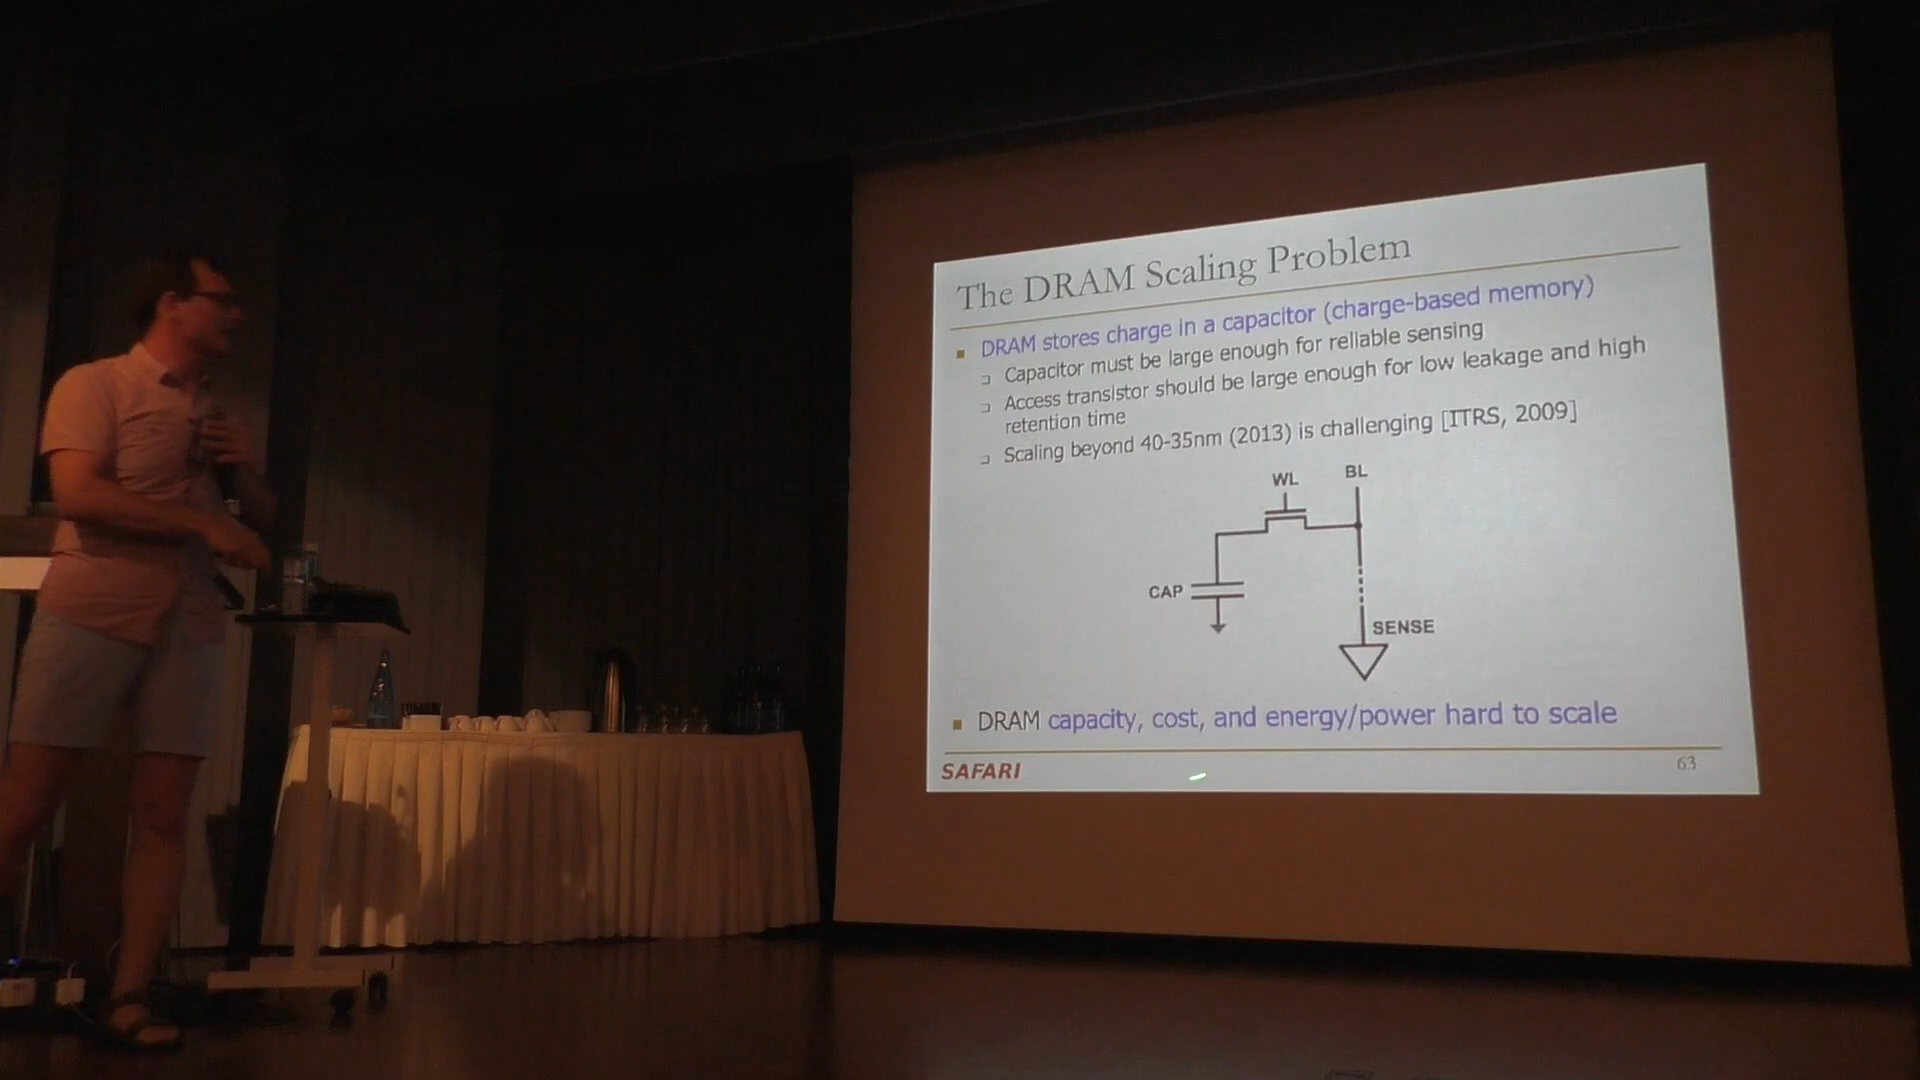 The DRAM Scaling Problem
DRAM stores charge in a capacitor (charge-based memory)
Capacitor must be large enough for reliable sensing
Access transistor should be large enough for low leakage and high
retention time
Scaling beyond 40-35nm (2013) is challenging [ITRS, 2009]
WL
BL
CAP
SENSE
DRAM capacity, cost, and energy/power hard to scale
SAFARI
63